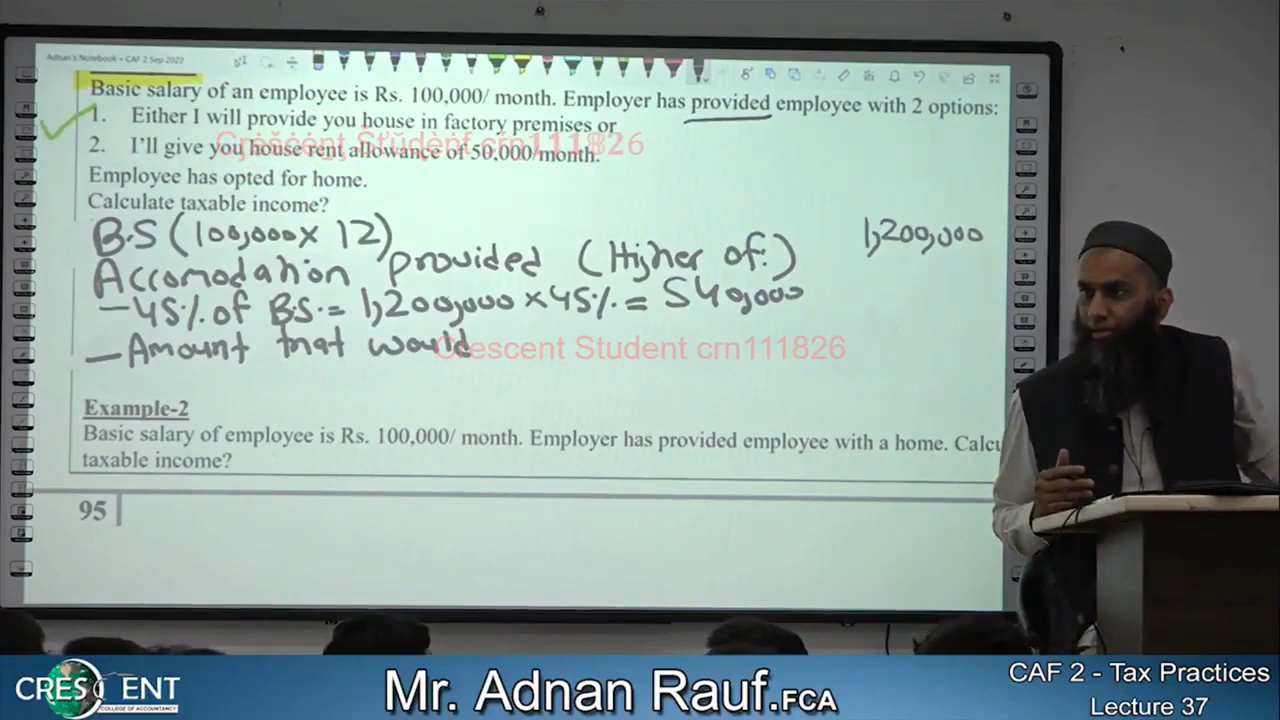 Adnan's Notebook » CAF 2 Sep 2022
Basic salary of an employee is Rs. 100,000/ month. Employer has provided employee with 2 options:
1. Either I will provide you house in factory premises or
2. I'll give you house rent allowance of 50,000/month.
Crescent Student crn111826
Employee has opted for home.
Calculate taxable income?
B.S (100,000 x 12) 1,200,000
Accomodation provided (Higher of:)
- 45% of B.S. = 1,200,000 x 45% = 540,000
- Amount that would
Crescent Student crn111826
Example-2
Basic salary of employee is Rs. 100,000/ month. Employer has provided employee with a home. Calcu
taxable income?
95
CRESCENT
COLLEGE OF ACCOUNTANCY
Mr. Adnan Rauf.FCA
CAF 2 - Tax Practices
Lecture 37